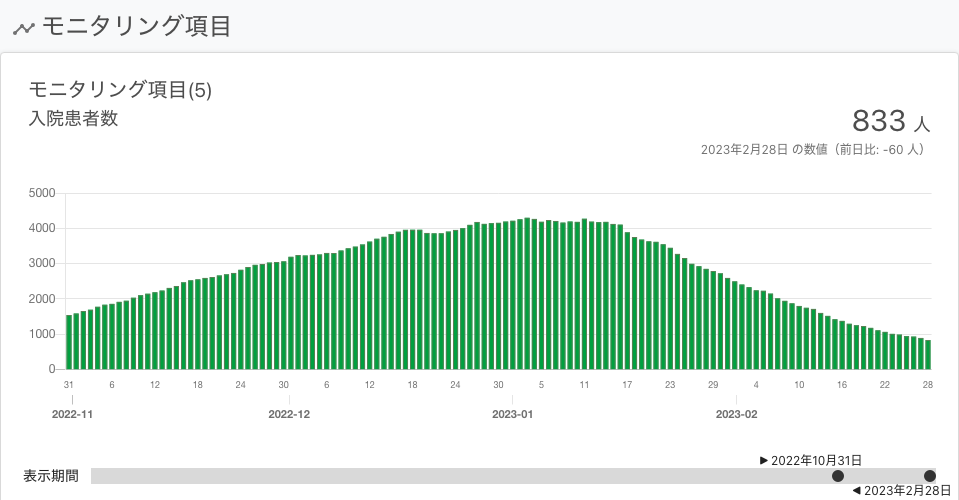 モニタリング項目
モニタリング項目(5)
入院患者数
833 人
2023年2月28日 の数値（前日比: -60 人）
5000
4000
3000
2000
1000
0
31 6 12 18 24 30 6 12 18 24 30 5 11 17 23 29 4 10 16 22 28
2022-11 2022-12 2023-01 2023-02
►2022年10月31日
表示期間
◄2023年2月28日